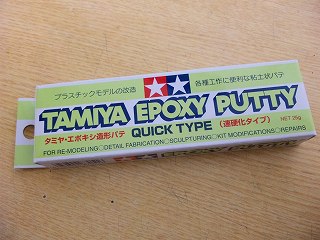 プラスチックモデルの改造
各種工作に便利な粘土状パテ
TAMIYA EPOXY PUTTY
タミヤ・エポキシ造形パテ
QUICK TYPE
(速硬化タイプ)
NET 25g
FOR RE-MODELING○DETAIL FABRICATION○SCULPTURING○KIT MODIFICATIONS○REPAIRS